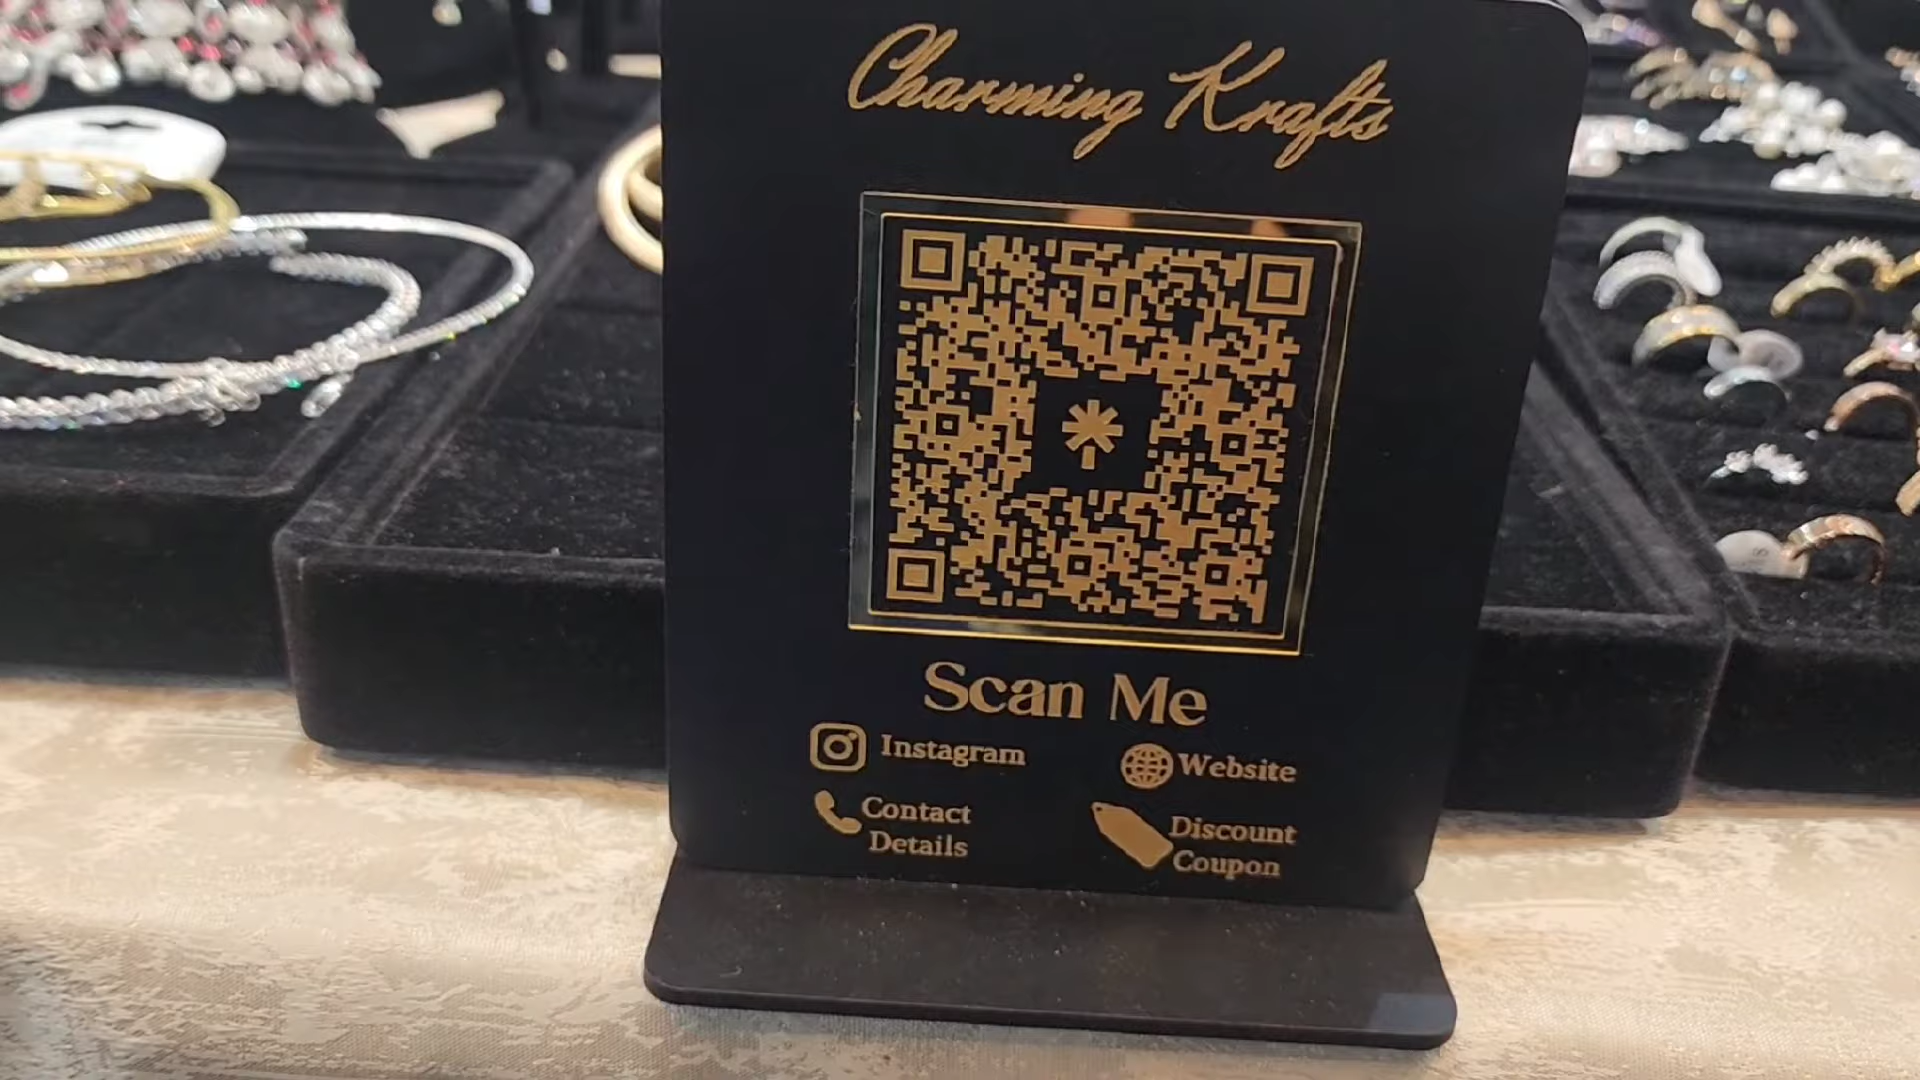 Charming Krafts
Scan Me
Instagram
Website
Contact
Details
Discount
Coupon